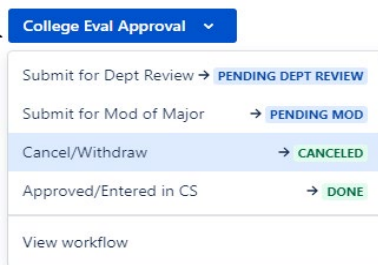 College Eval Approval
Submit for Dept Review → PENDING DEPT REVIEW
Submit for Mod of Major → PENDING MOD
Cancel/Withdraw → CANCELED
Approved/Entered in CS → DONE
View workflow